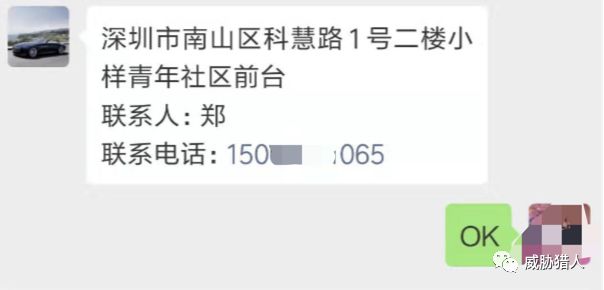 深圳市南山区科慧路1号二楼小
样青年社区前台
联系人:郑
联系电话:150 1065
OK
威胁猎人